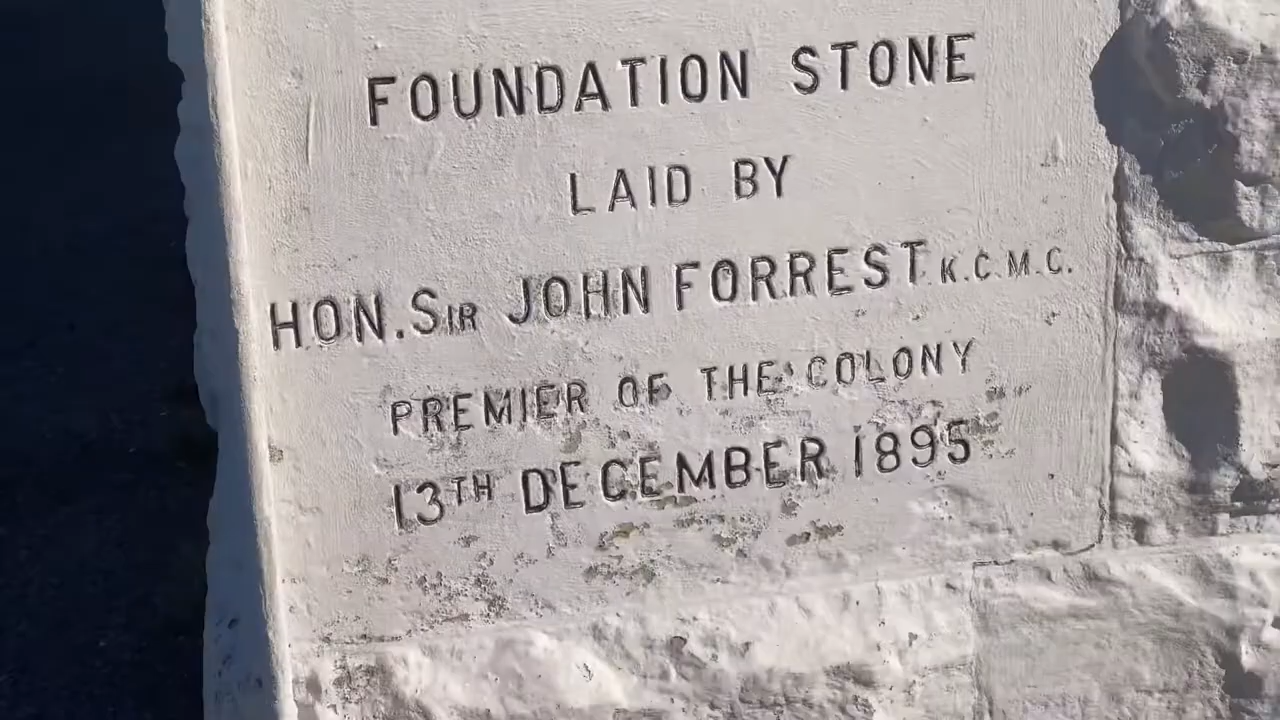 FOUNDATION STONE
LAID BY
HON. SIR JOHN FORREST K.C.M.G.
PREMIER OF THE COLONY
13TH DECEMBER 1895